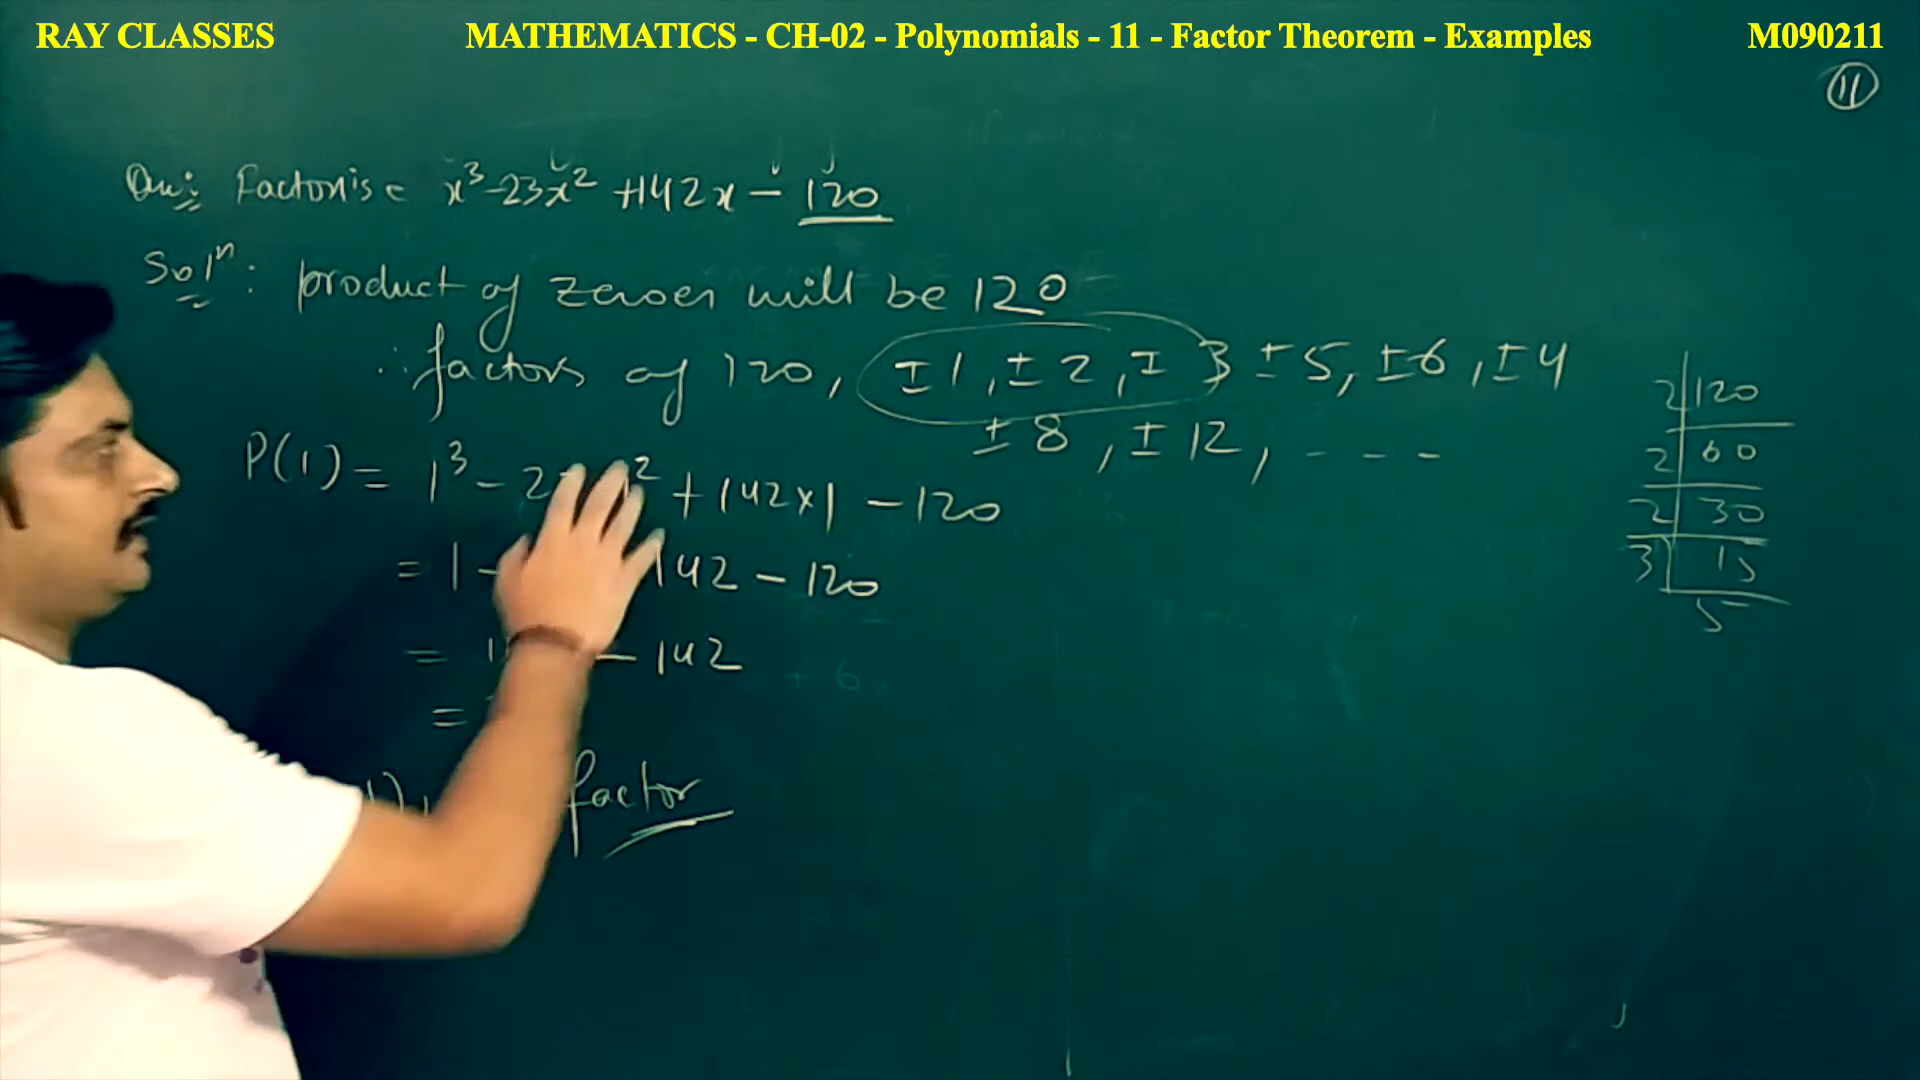 RAY CLASSES MATHEMATICS - CH-02 - Polynomials - 11 - Factor Theorem - Examples M090211
11
Qu: Factorise x³-23x² +142x - 120
Solⁿ: product of zeroes will be 120
∴ factors of 120, ±1, ±2, ±3 ±5, ±6, ±4
±8, ±12, - - -
P(1) = 1³ - 2 ² + 142×1 - 120
= 1 - 142 - 120
= 1 - 142
=
factor
2 120
2 60
2 30
3 15
5